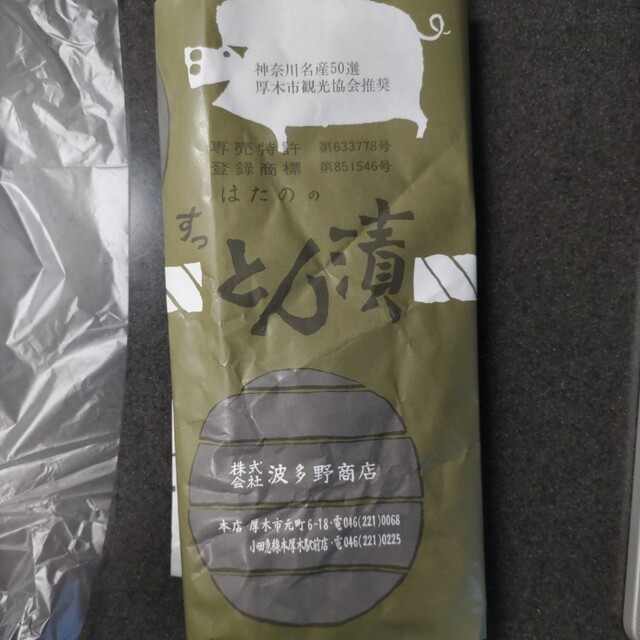 神奈川名産50選
厚木市観光協会推奨
専売特許 第633778号
登録商標 第851546号
はたのの
すっ
とん漬
株式会社 波多野商店
本店 厚木市元町6-18・電046(221)0068
小田急線本厚木駅前店・電046(221)0225